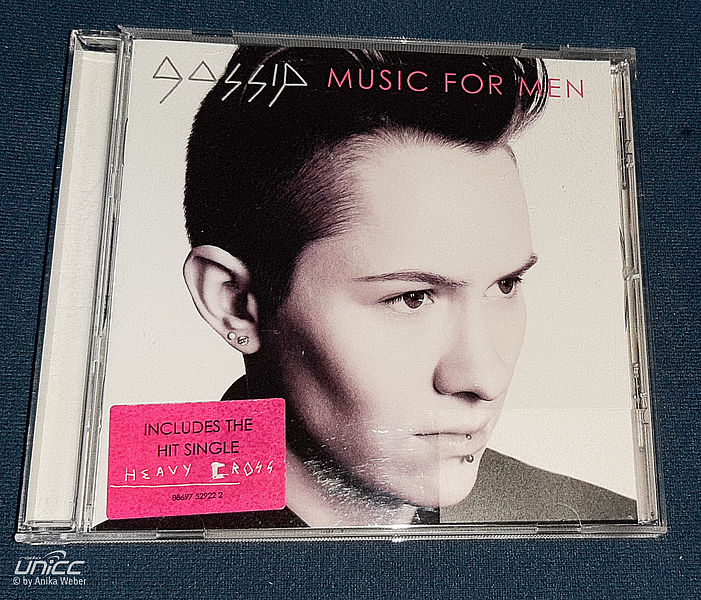 gossip MUSIC FOR MEN
INCLUDES THE
HIT SINGLE
HEAVY CROSS
88697 52922 2
UNICC
© by Anika Weber